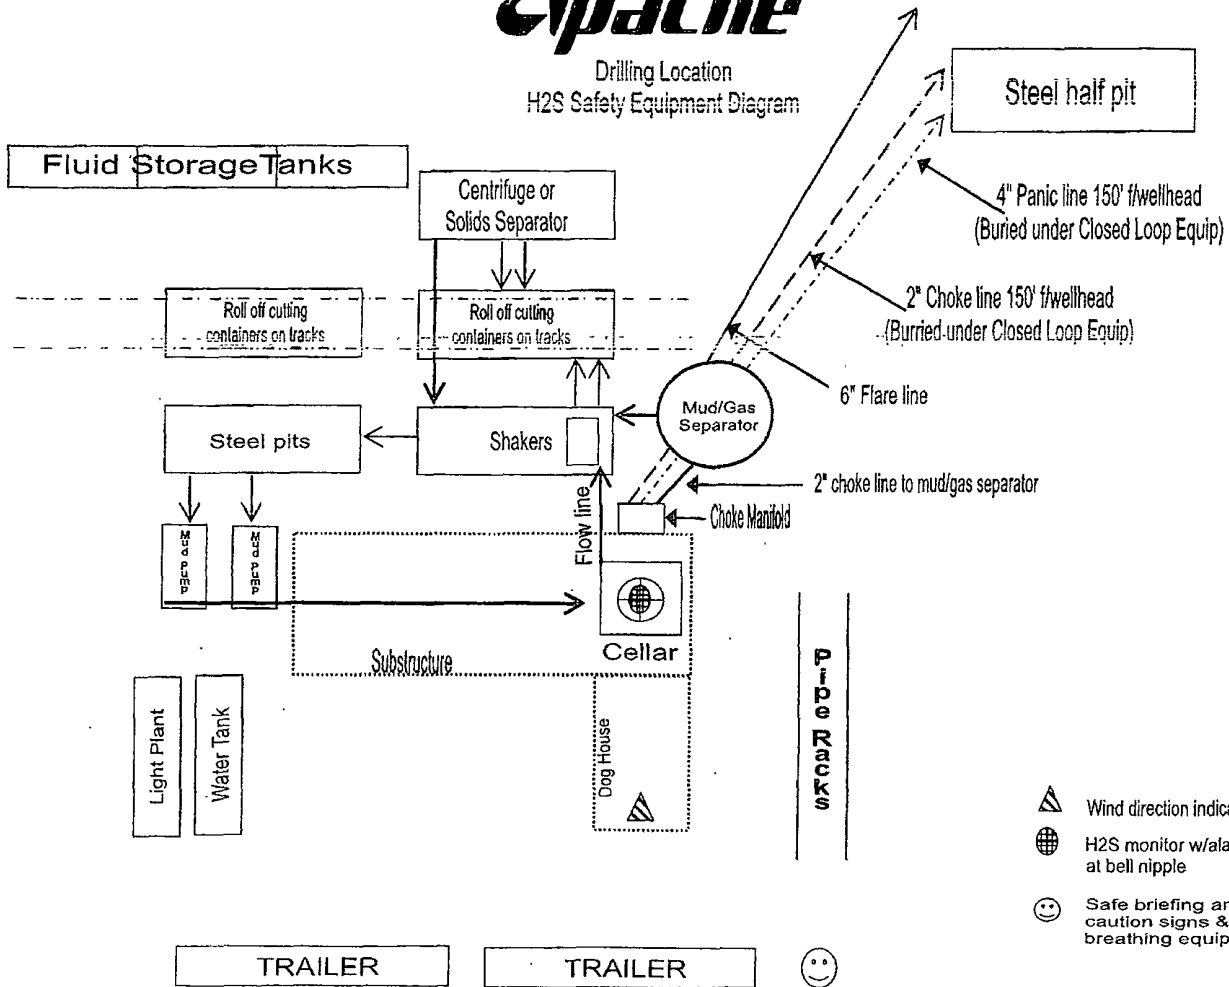 Apache
Drilling Location
H2S Safety Equipment Diagram
Steel half pit
Fluid Storage Tanks
Centrifuge or
Solids Separator
4" Panic line 150' f/wellhead
(Buried under Closed Loop Equip)
Roll off cutting
containers on tracks
Roll off cutting
containers on tracks
2" Choke line 150' f/wellhead
(Burried under Closed Loop Equip)
6" Flare line
Mud/Gas
Separator
Steel pits
Shakers
2" choke line to mud/gas separator
Choke Manifold
Flow line
Mud Pump
Mud Pump
Substructure
Cellar
Pipe Racks
Light Plant
Water Tank
Dog House
Wind direction
H2S monitor
at bell nipple
Safe briefing
caution signs &
breathing
TRAILER
TRAILER